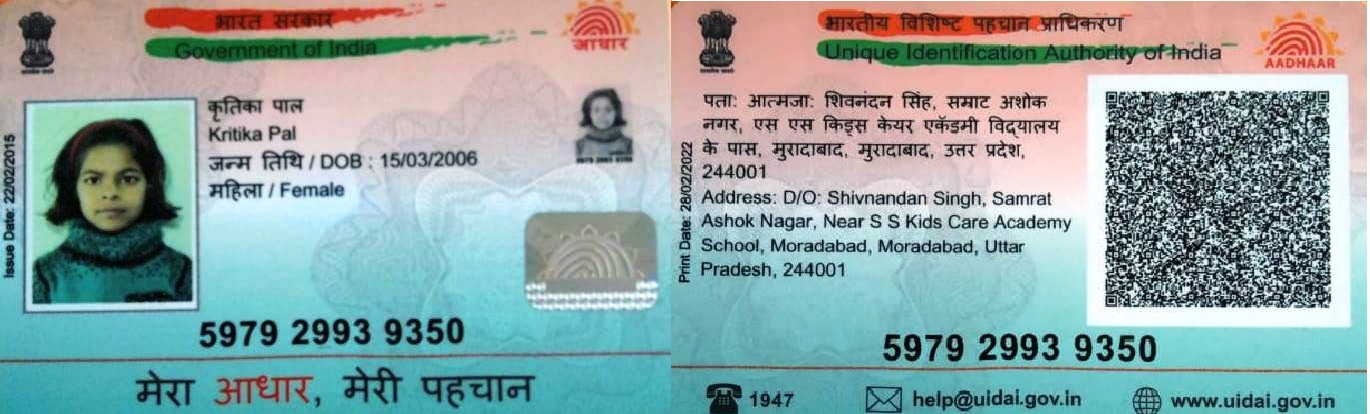 भारत सरकार
Government of India
आधार
Issue Date: 22/02/2015
कृतिका पाल
Kritika Pal
जन्म तिथि / DOB : 15/03/2006
महिला / Female
5979 2993 9350
5979 2993 9350
मेरा आधार, मेरी पहचान
भारतीय विशिष्ट पहचान प्राधिकरण
Unique Identification Authority of India
AADHAAR
Print Date: 28/02/2022
पता: आत्मजा: शिवनंदन सिंह, सम्राट अशोक
नगर, एस एस किड्स केयर एकॅडमी विद्यालय
के पास, मुरादाबाद, मुरादाबाद, उत्तर प्रदेश,
244001
Address: D/O: Shivnandan Singh, Samrat
Ashok Nagar, Near S S Kids Care Academy
School, Moradabad, Moradabad, Uttar
Pradesh, 244001
5979 2993 9350
1947
help@uidai.gov.in
www.uidai.gov.in